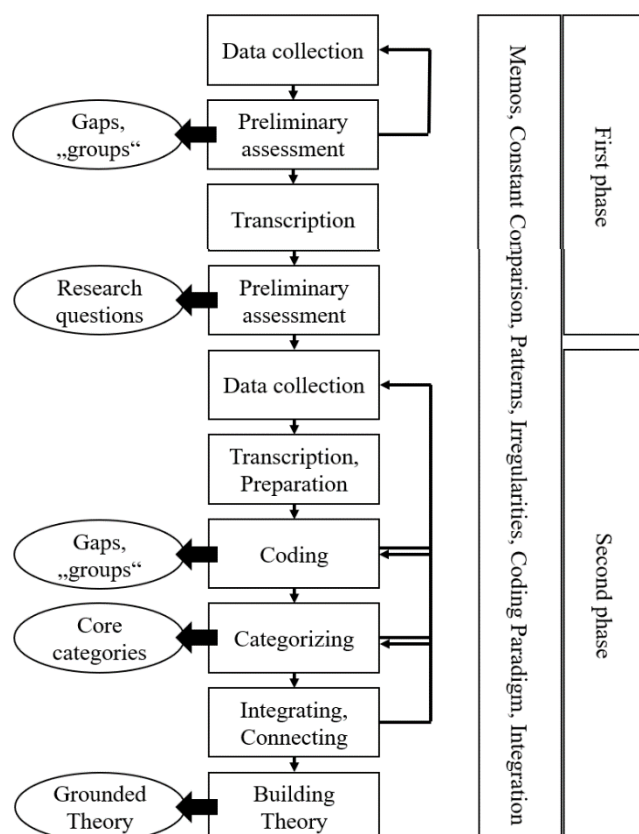 Data collection
Gaps,
„groups“
Preliminary
assessment
Transcription
Research
questions
Preliminary
assessment
Data collection
Transcription,
Preparation
Gaps,
„groups“
Coding
Core
categories
Categorizing
Integrating,
Connecting
Grounded
Theory
Building
Theory
Memos, Constant Comparison, Patterns, Irregularities, Coding Paradigm, Integration
First phase
Second phase